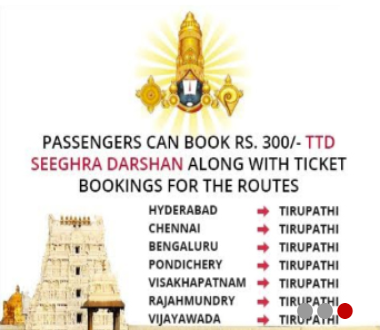 PASSENGERS CAN BOOK RS. 300/- TTD
SEEGHRA DARSHAN ALONG WITH TICKET
BOOKINGS FOR THE ROUTES
HYDERABAD → TIRUPATHI
CHENNAI → TIRUPATHI
BENGALURU → TIRUPATHI
PONDICHERY → TIRUPATHI
VISAKHAPATNAM → TIRUPATHI
RAJAHMUNDRY → TIRUPATHI
VIJAYAWADA → TIRUPATHI